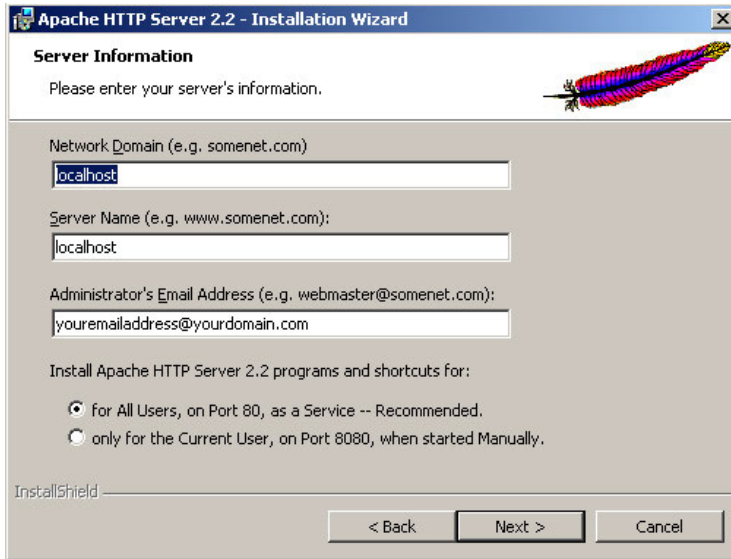 Apache HTTP Server 2.2 - Installation Wizard
Server Information
Please enter your server's information.
Network Domain (e.g. somenet.com)
localhost
Server Name (e.g. www.somenet.com):
localhost
Administrator's Email Address (e.g. webmaster@somenet.com):
youremailaddress@yourdomain.com
Install Apache HTTP Server 2.2 programs and shortcuts for:
for All Users, on Port 80, as a Service -- Recommended.
only for the Current User, on Port 8080, when started Manually.
InstallShield
< Back Next > Cancel